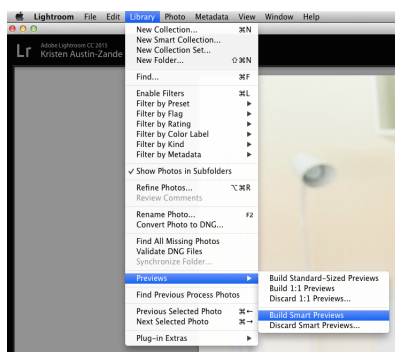 Lightroom File Edit Library Photo Metadata View Window Help
Lr
Adobe Lightroom CC 2015
Kristen Austin-Zande
New Collection... ⌘N
New Smart Collection...
New Collection Set...
New Folder... ⇧⌘N
Find... ⌘F
Enable Filters ⌘L
Filter by Preset ▶
Filter by Flag ▶
Filter by Rating ▶
Filter by Color Label ▶
Filter by Kind ▶
Filter by Metadata ▶
✓ Show Photos in Subfolders
Refine Photos... ⌥⌘R
Review Comments
Rename Photo... F2
Convert Photo to DNG...
Find All Missing Photos
Validate DNG Files
Synchronize Folder...
Previews ▶
Build Standard-Sized Previews
Build 1:1 Previews
Discard 1:1 Previews...
Build Smart Previews
Discard Smart Previews...
Find Previous Process Photos
Previous Selected Photo ⌘←
Next Selected Photo ⌘→
Plug-in Extras ▶